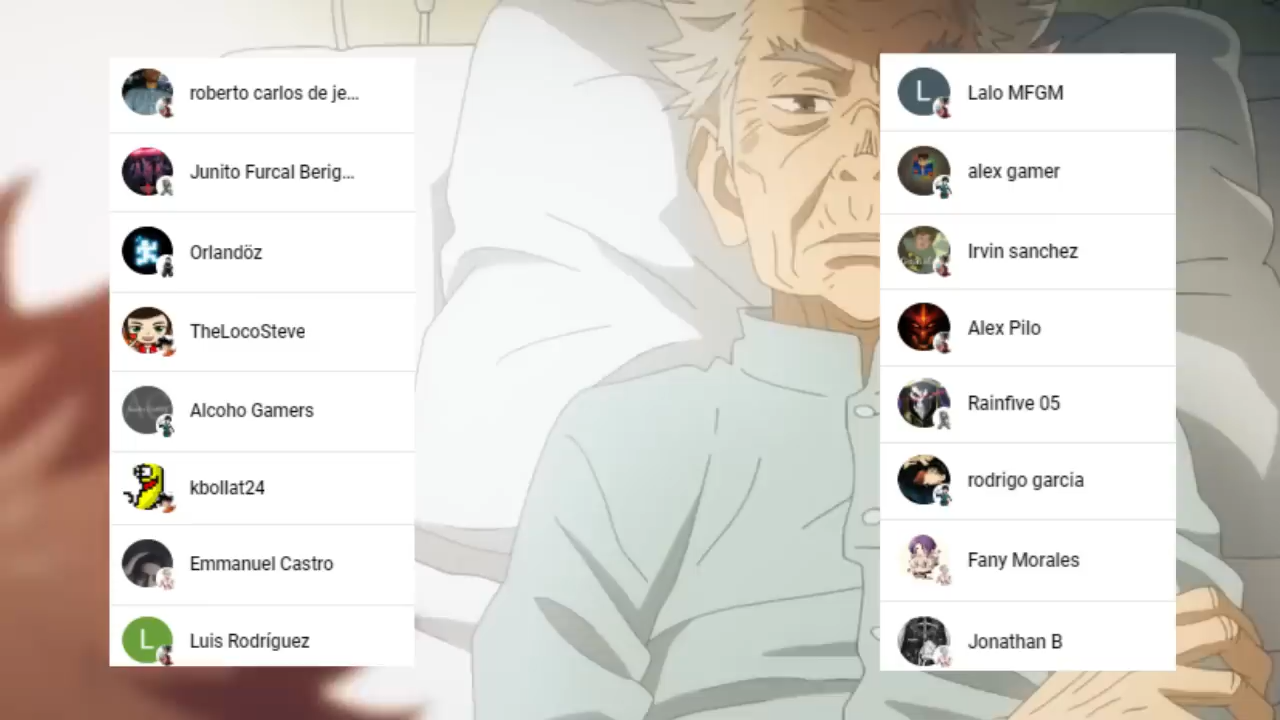 roberto carlos de je...
Junito Furcal Berig...
Orlandöz
TheLocoSteve
Alcoho Gamers
kbollat24
Emmanuel Castro
L
Luis Rodríguez
L
Lalo MFGM
alex gamer
Irvin sanchez
Alex Pilo
Rainfive 05
rodrigo garcia
Fany Morales
Jonathan B